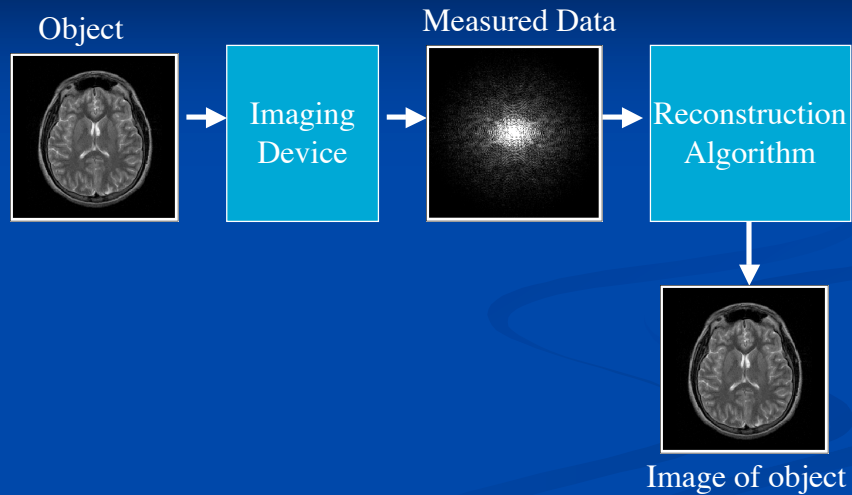 Object
Imaging
Device
Measured Data
Reconstruction
Algorithm
Image of object